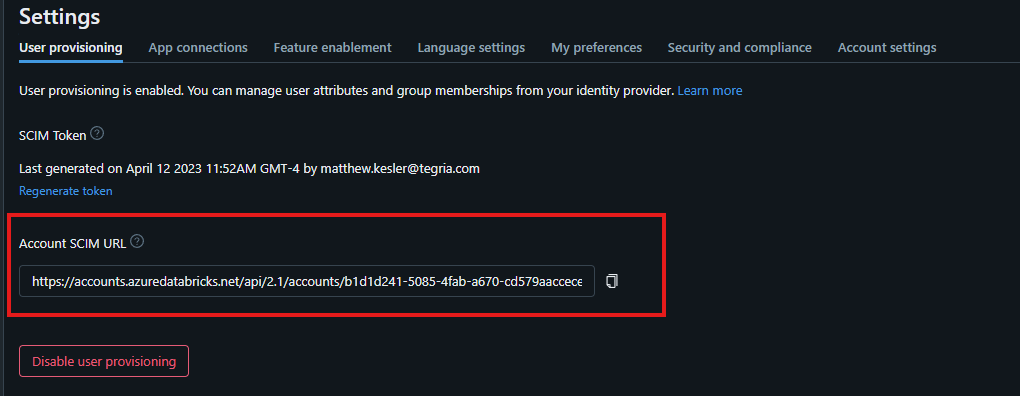 Settings
User provisioning App connections Feature enablement Language settings My preferences Security and compliance Account settings
User provisioning is enabled. You can manage user attributes and group memberships from your identity provider. Learn more
SCIM Token
Last generated on April 12 2023 11:52AM GMT-4 by matthew.kesler@tegria.com
Regenerate token
Account SCIM URL
https://accounts.azuredatabricks.net/api/2.1/accounts/b1d1d241-5085-4fab-a670-cd579aaccece
Disable user provisioning